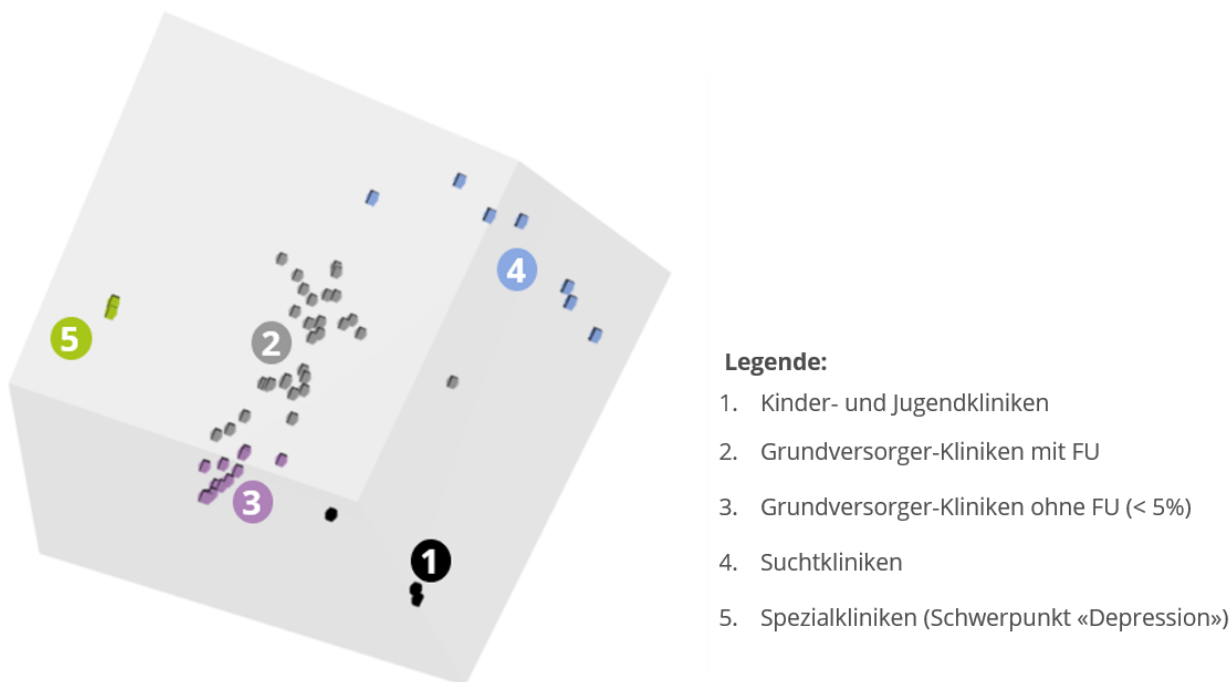 4
2
5
3
1
Legende:
1. Kinder- und Jugendkliniken
2. Grundversorger-Kliniken mit FU
3. Grundversorger-Kliniken ohne FU (< 5%)
4. Suchtkliniken
5. Spezialkliniken (Schwerpunkt «Depression»)